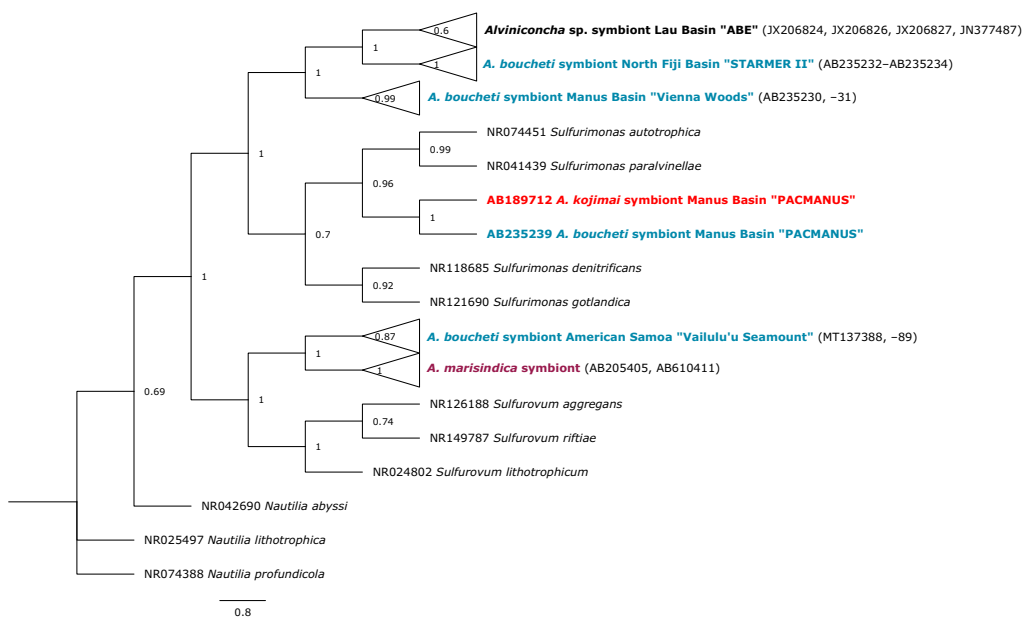 0.6
Alviniconcha sp. symbiont Lau Basin "ABE" (JX206824, JX206826, JX206827, JN377487)
1
1
A. boucheti symbiont North Fiji Basin "STARMER II" (AB235232–AB235234)
1
0.99
A. boucheti symbiont Manus Basin "Vienna Woods" (AB235230, –31)
NR074451 Sulfurimonas autotrophica
0.99
1
NR041439 Sulfurimonas paralvinellae
0.96
AB189712 A. kojimai symbiont Manus Basin "PACMANUS"
1
0.7
AB235239 A. boucheti symbiont Manus Basin "PACMANUS"
NR118685 Sulfurimonas denitrificans
1
0.92
NR121690 Sulfurimonas gotlandica
0.87
A. boucheti symbiont American Samoa "Vailulu'u Seamount" (MT137388, –89)
1
1
A. marisindica symbiont (AB205405, AB610411)
0.69
1
NR126188 Sulfurovum aggregans
0.74
NR149787 Sulfurovum riftiae
1
NR024802 Sulfurovum lithotrophicum
NR042690 Nautilia abyssi
NR025497 Nautilia lithotrophica
NR074388 Nautilia profundicola
0.8